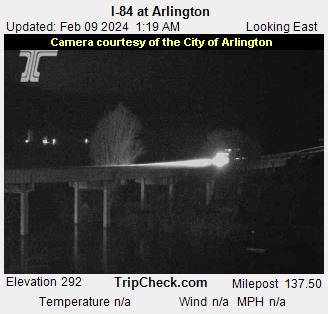 I-84 at Arlington
Updated: Feb 09 2024 1:19 AM Looking East
Camera courtesy of the City of Arlington
Elevation 292 TripCheck.com Milepost 137.50
Temperature n/a Wind n/a MPH n/a